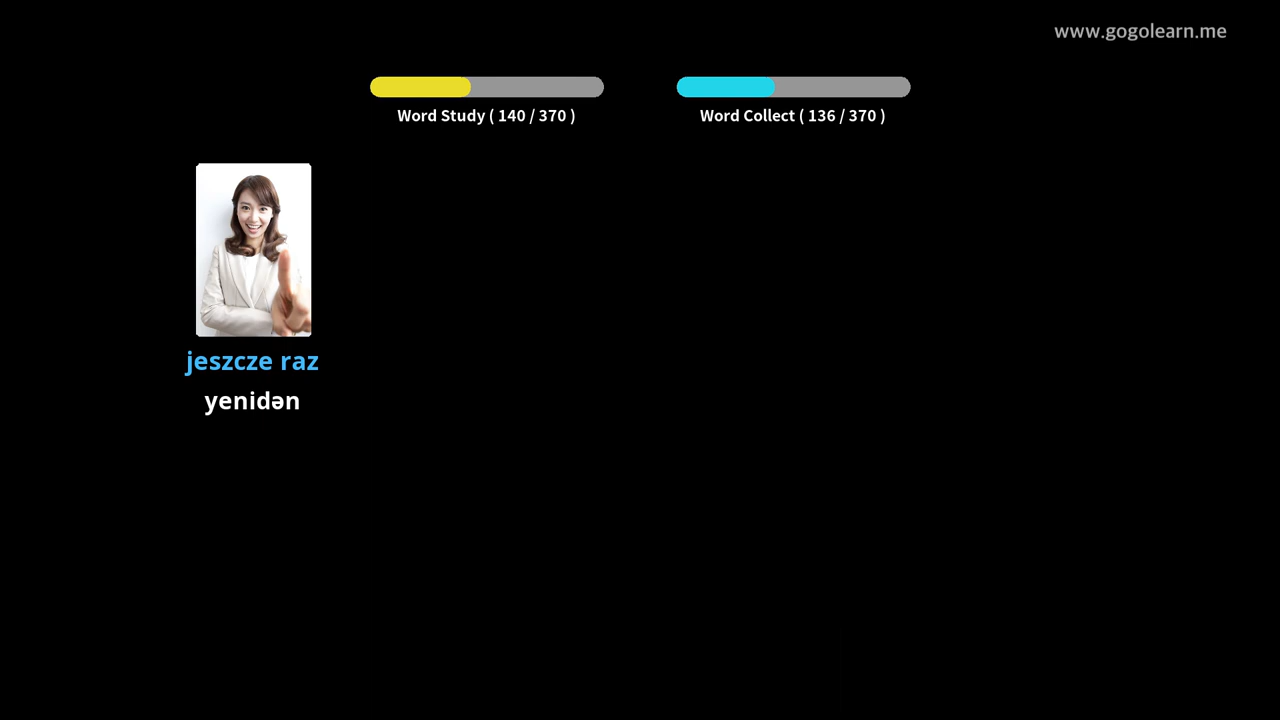 www.gogolearn.me
Word Study ( 140 / 370 )
Word Collect ( 136 / 370 )
jeszcze raz
yenidən